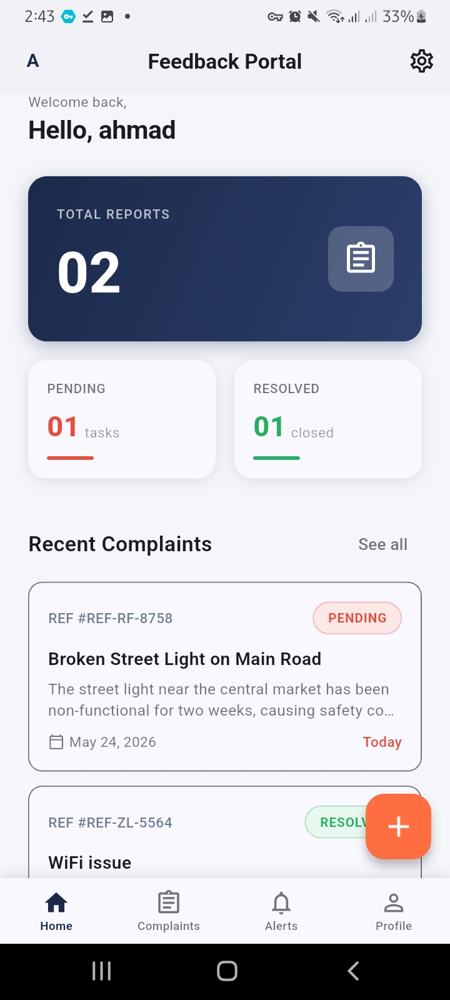 2:43
33%
A
Feedback Portal
Welcome back,
Hello, ahmad
TOTAL REPORTS
02
PENDING
01 tasks
RESOLVED
01 closed
Recent Complaints
See all
REF #REF-RF-8758
PENDING
Broken Street Light on Main Road
The street light near the central market has been
non-functional for two weeks, causing safety co...
May 24, 2026
Today
REF #REF-ZL-5564
RESOLV
WiFi issue
Home
Complaints
Alerts
Profile